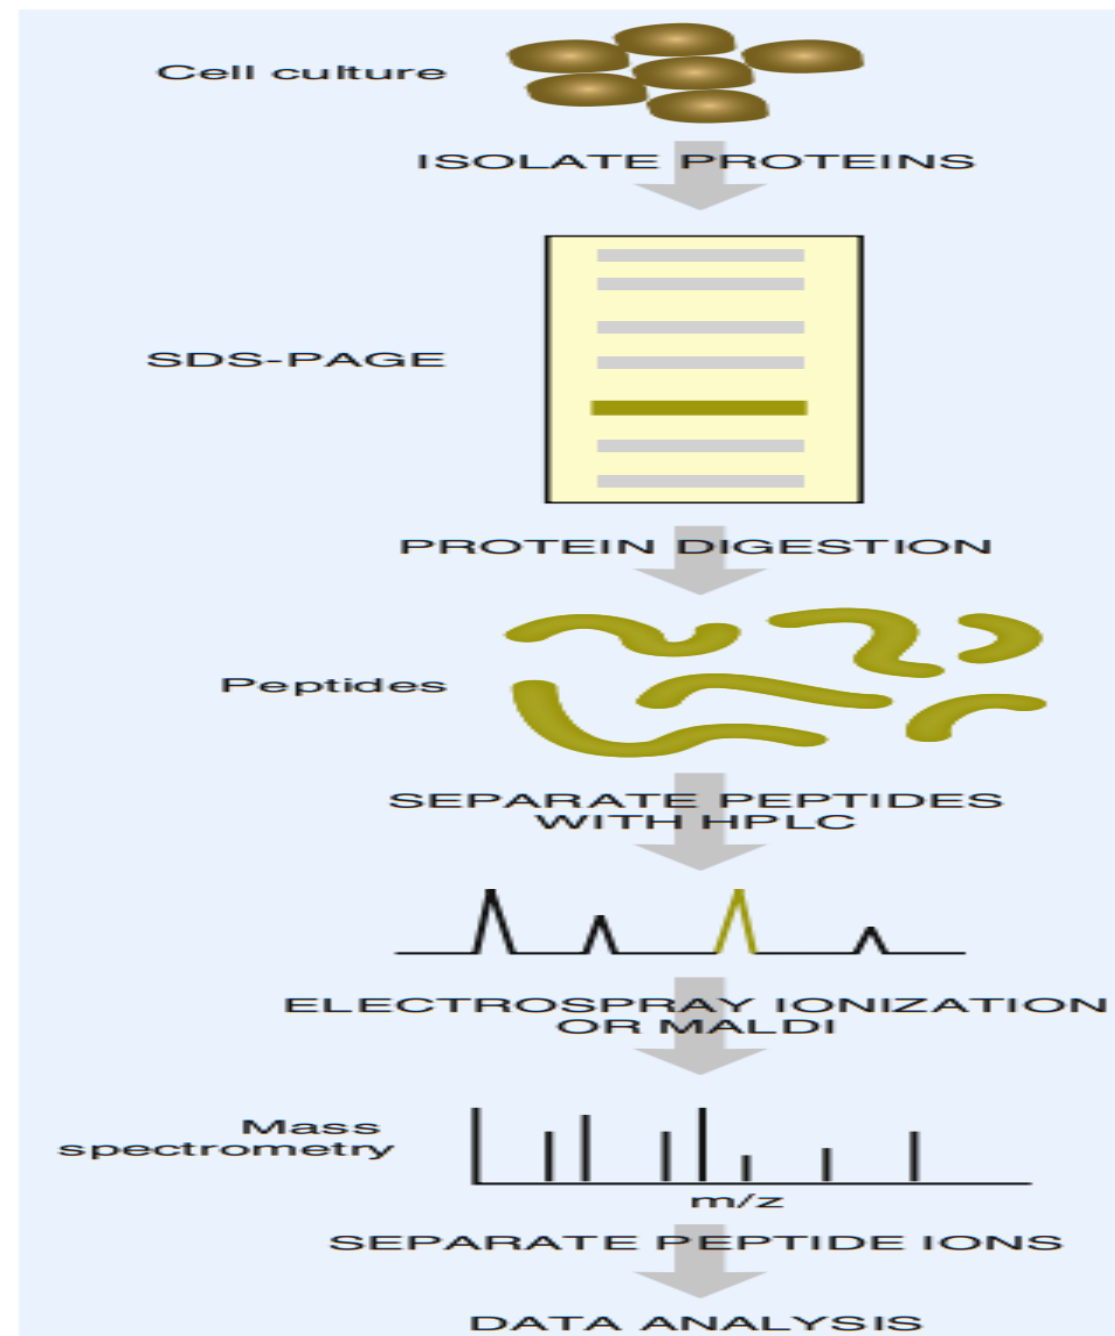 Cell culture
ISOLATE PROTEINS
SDS-PAGE
PROTEIN DIGESTION
Peptides
SEPARATE PEPTIDES
WITH HPLC
ELECTROSPRAY IONIZATION
OR MALDI
Mass
spectrometry
m/z
SEPARATE PEPTIDE IONS
DATA ANALYSIS